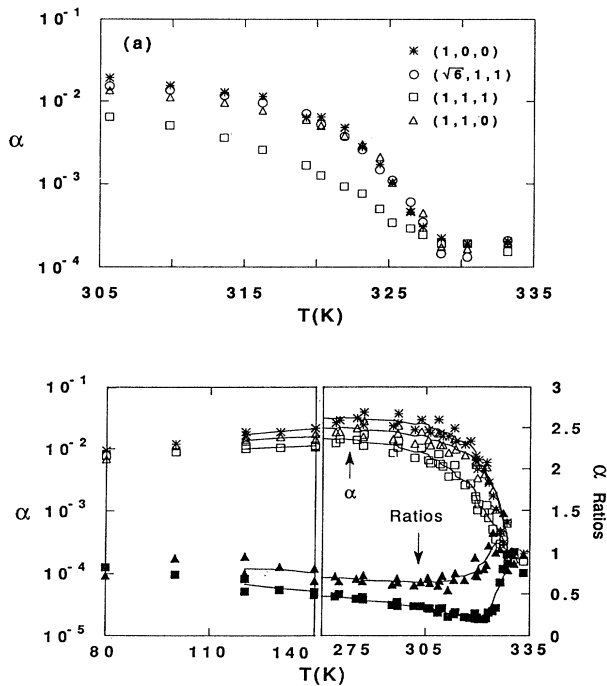 10⁻¹
(a)
* (1,0,0)
○ (√6,1,1)
□ (1,1,1)
△ (1,1,0)
10⁻²
α
10⁻³
10⁻⁴
305 315 325 335
T(K)
10⁻¹ 3
10⁻² 2.5
10⁻³ 2
α 1.5
10⁻⁴ 1
10⁻⁵ 0.5
0
α Ratios
α
Ratios
80 110 140 275 305 335
T(K)